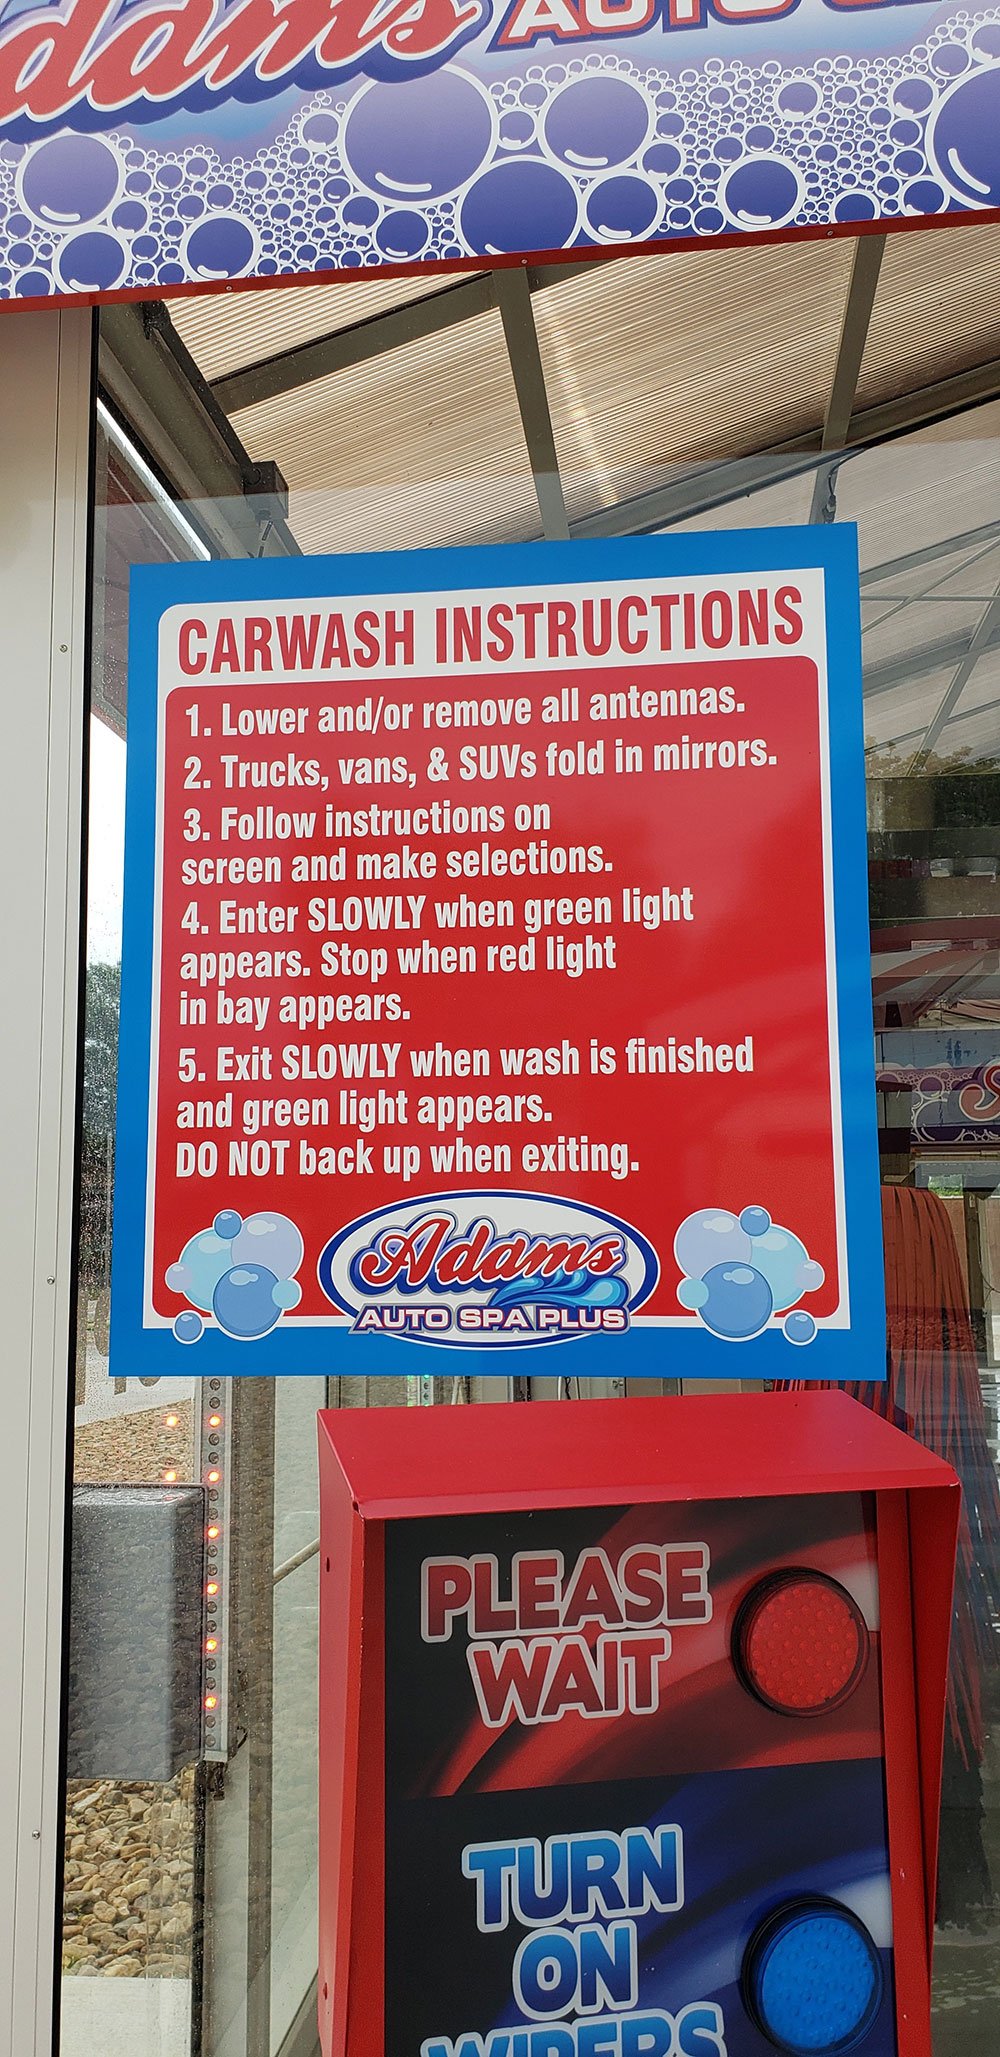 Adams AUTO
CARWASH INSTRUCTIONS
1. Lower and/or remove all antennas.
2. Trucks, vans, & SUVs fold in mirrors.
3. Follow instructions on
screen and make selections.
4. Enter SLOWLY when green light
appears. Stop when red light
in bay appears.
5. Exit SLOWLY when wash is finished
and green light appears.
DO NOT back up when exiting.
Adams
AUTO SPA PLUS
PLEASE
WAIT
TURN
ON
WIPERS